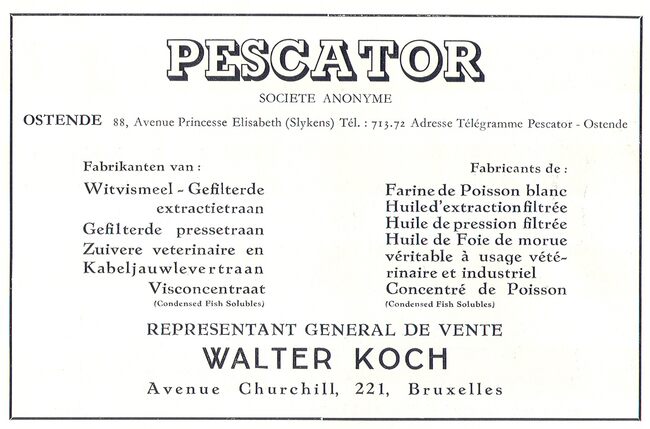 PESCATOR
SOCIETE ANONYME
OSTENDE 88, Avenue Princesse Elisabeth (Slykens) Tél. : 713.72 Adresse Télégramme Pescator - Ostende
Fabrikanten van :
Witvismeel - Gefilterde
extractietraan
Gefilterde pressetraan
Zuivere veterinaire en
Kabeljauwlevertraan
Visconcentraat
(Condensed Fish Solubles)
Fabricants de :
Farine de Poisson blanc
Huile d'extraction filtrée
Huile de pression filtrée
Huile de Foie de morue
véritable à usage vété-
rinaire et industriel
Concentré de Poisson
(Condensed Fish Solubles)
REPRESENTANT GENERAL DE VENTE
WALTER KOCH
Avenue Churchill, 221, Bruxelles